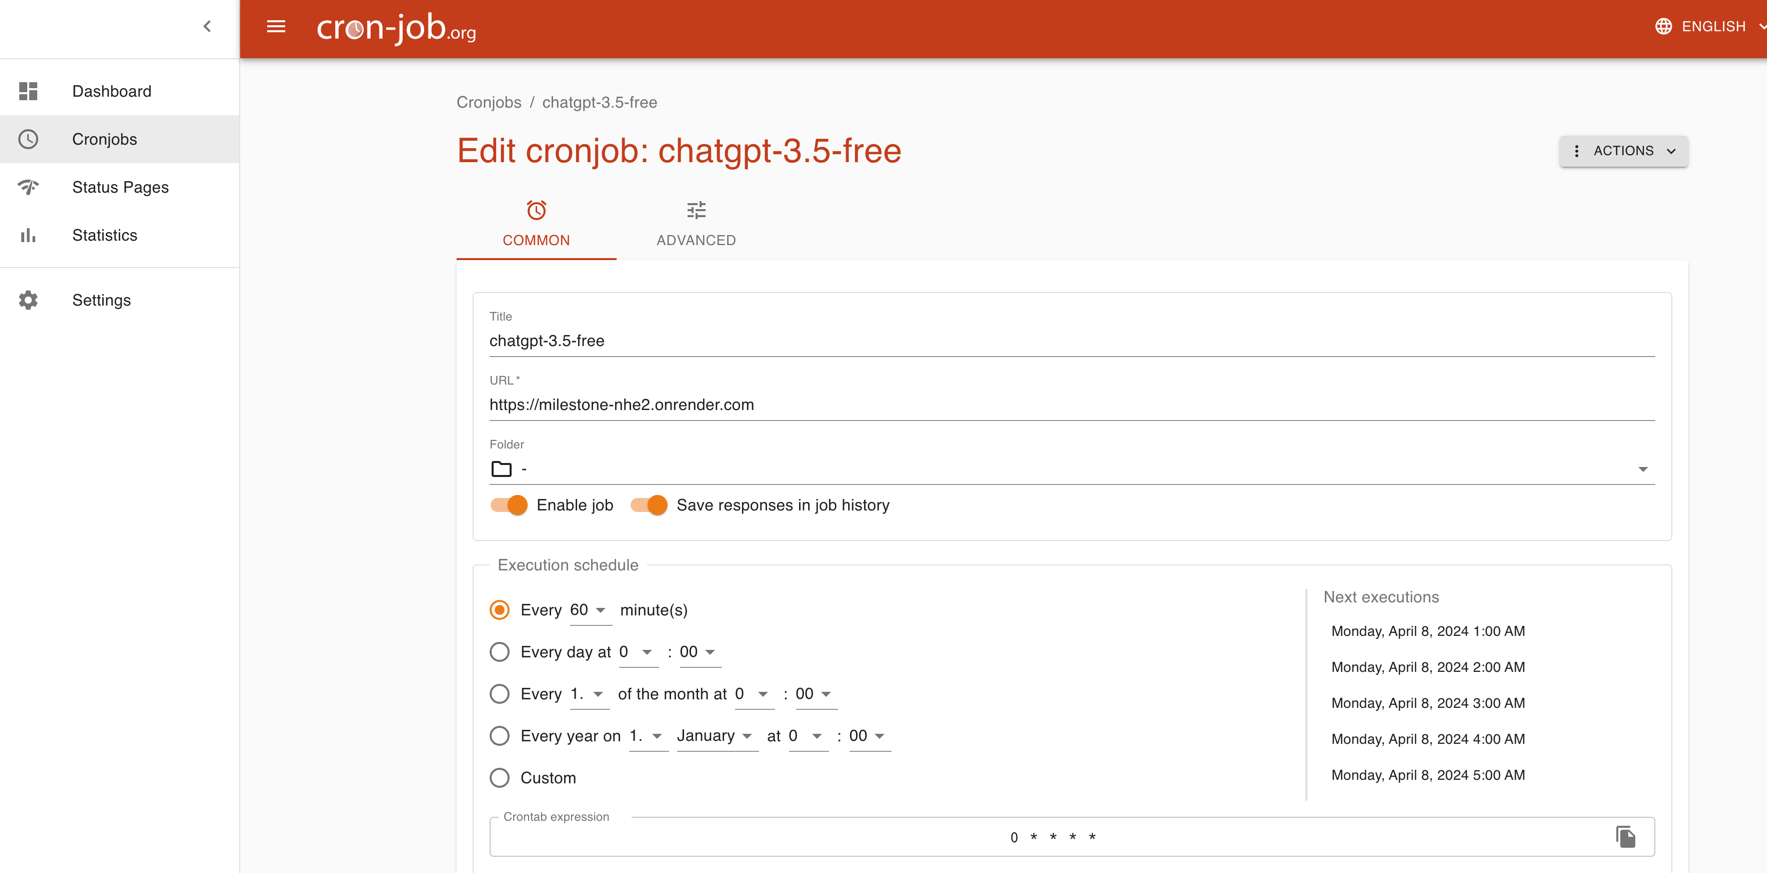 cron-job.org
ENGLISH
Dashboard
Cronjobs
Status Pages
Statistics
Settings
Cronjobs / chatgpt-3.5-free
Edit cronjob: chatgpt-3.5-free
ACTIONS
COMMON
ADVANCED
Title
chatgpt-3.5-free
URL *
https://milestone-nhe2.onrender.com
Folder
-
Enable job
Save responses in job history
Execution schedule
Every 60 minute(s)
Every day at 0 : 00
Every 1. of the month at 0 : 00
Every year on 1. January at 0 : 00
Custom
Next executions
Monday, April 8, 2024 1:00 AM
Monday, April 8, 2024 2:00 AM
Monday, April 8, 2024 3:00 AM
Monday, April 8, 2024 4:00 AM
Monday, April 8, 2024 5:00 AM
Crontab expression
0 * * * *